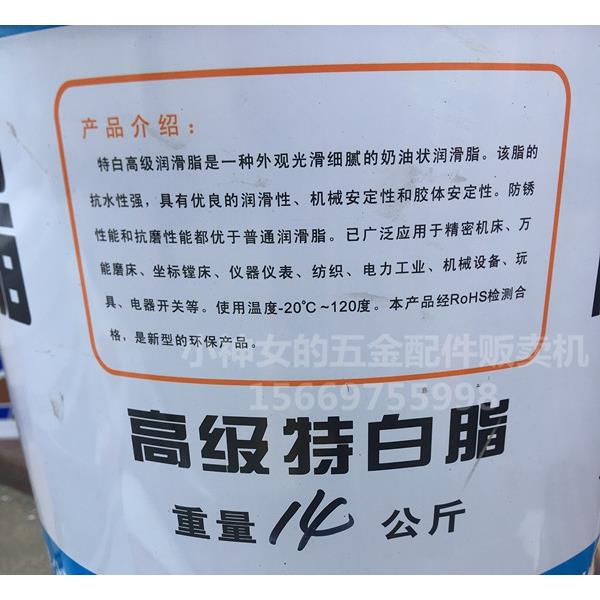 产品介绍：
特白高级润滑脂是一种外观光滑细腻的奶油状润滑脂。该脂的
抗水性强，具有优良的润滑性、机械安定性和胶体安定性。防锈
性能和抗磨性能都优于普通润滑脂。已广泛应用于精密机床、万
能磨床、坐标镗床、仪器仪表、纺织、电力工业、机械设备、玩
具、电器开关等。使用温度-20℃~120度。本产品经RoHS检测合
格，是新型的环保产品。
小神女的五金配件贩卖机
15669755998
高级特白脂
重量 14 公斤